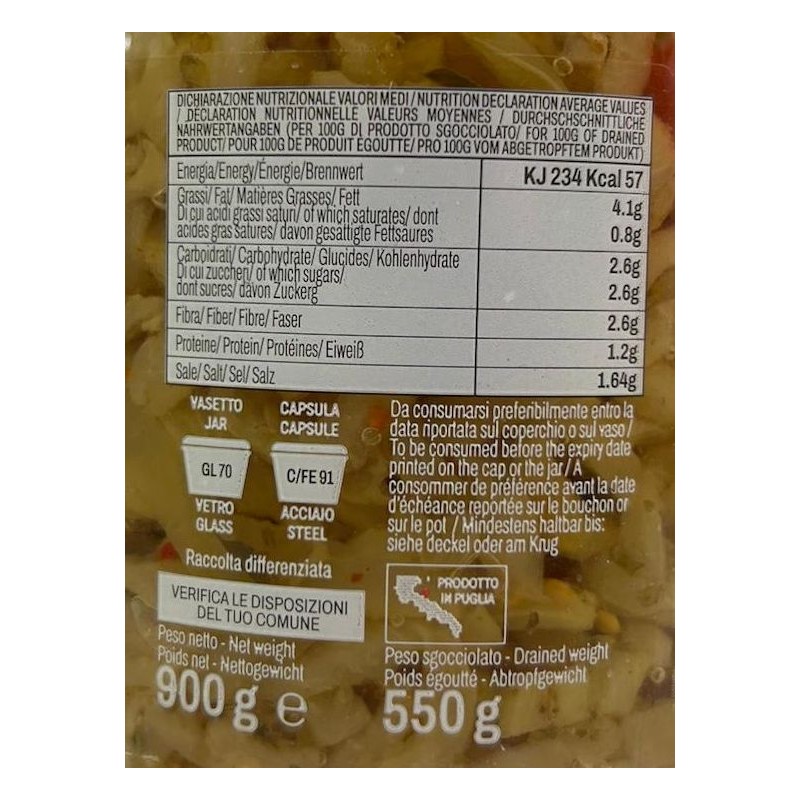 DICHIARAZIONE NUTRIZIONALE VALORI MEDI / NUTRITION DECLARATION AVERAGE VALUES
/ DÉCLARATION NUTRITIONNELLE VALEURS MOYENNES / DURCHSCHSCHNITTLICHE
NAHRWERTANGABEN (PER 100G DI PRODOTTO SGOCCIOLATO/ FOR 100G OF DRAINED
PRODUCT/ POUR 100G DE PRODUIT ÉGOUTTÉ/ PRO 100G VOM ABGETROPFTEM PRODUKT)
Energia/Energy/Énergie/Brennwert KJ 234 Kcal 57
Grassi/ Fat/ Matières Grasses/ Fett 4.1g
Di cui acidi grassi saturi/ of which saturates/ dont
acides gras saturés/ davon gesättigte Fettsäures 0.8g
Carboidrati/ Carbohydrate/ Glucides/ Kohlenhydrate 2.6g
Di cui zuccheri/ of which sugars/
dont sucres/ davon Zuckerg 2.6g
Fibra/ Fiber/ Fibre/ Faser 2.6g
Proteine/ Protein/ Protéines/ Eiweiß 1.2g
Sale/ Salt/ Sel/ Salz 1.64g
VASETTO
JAR
GL 70
VETRO
GLASS
CAPSULA
CAPSULE
C/FE 91
ACCIAIO
STEEL
Raccolta differenziata
VERIFICA LE DISPOSIZIONI
DEL TUO COMUNE
Da consumarsi preferibilmente entro la
data riportata sul coperchio o sul vaso /
To be consumed before the expiry date
printed on the cap or the jar / À
consommer de préférence avant la date
d'échéance reportée sur le bouchon or
sur le pot / Mindestens haltbar bis:
siehe deckel oder am Krug
PRODOTTO
IN PUGLIA
Peso netto - Net weight
Poids net - Nettogewicht
900 g e
Peso sgocciolato - Drained weight
Poids égoutté - Abtropfgewicht
550 g